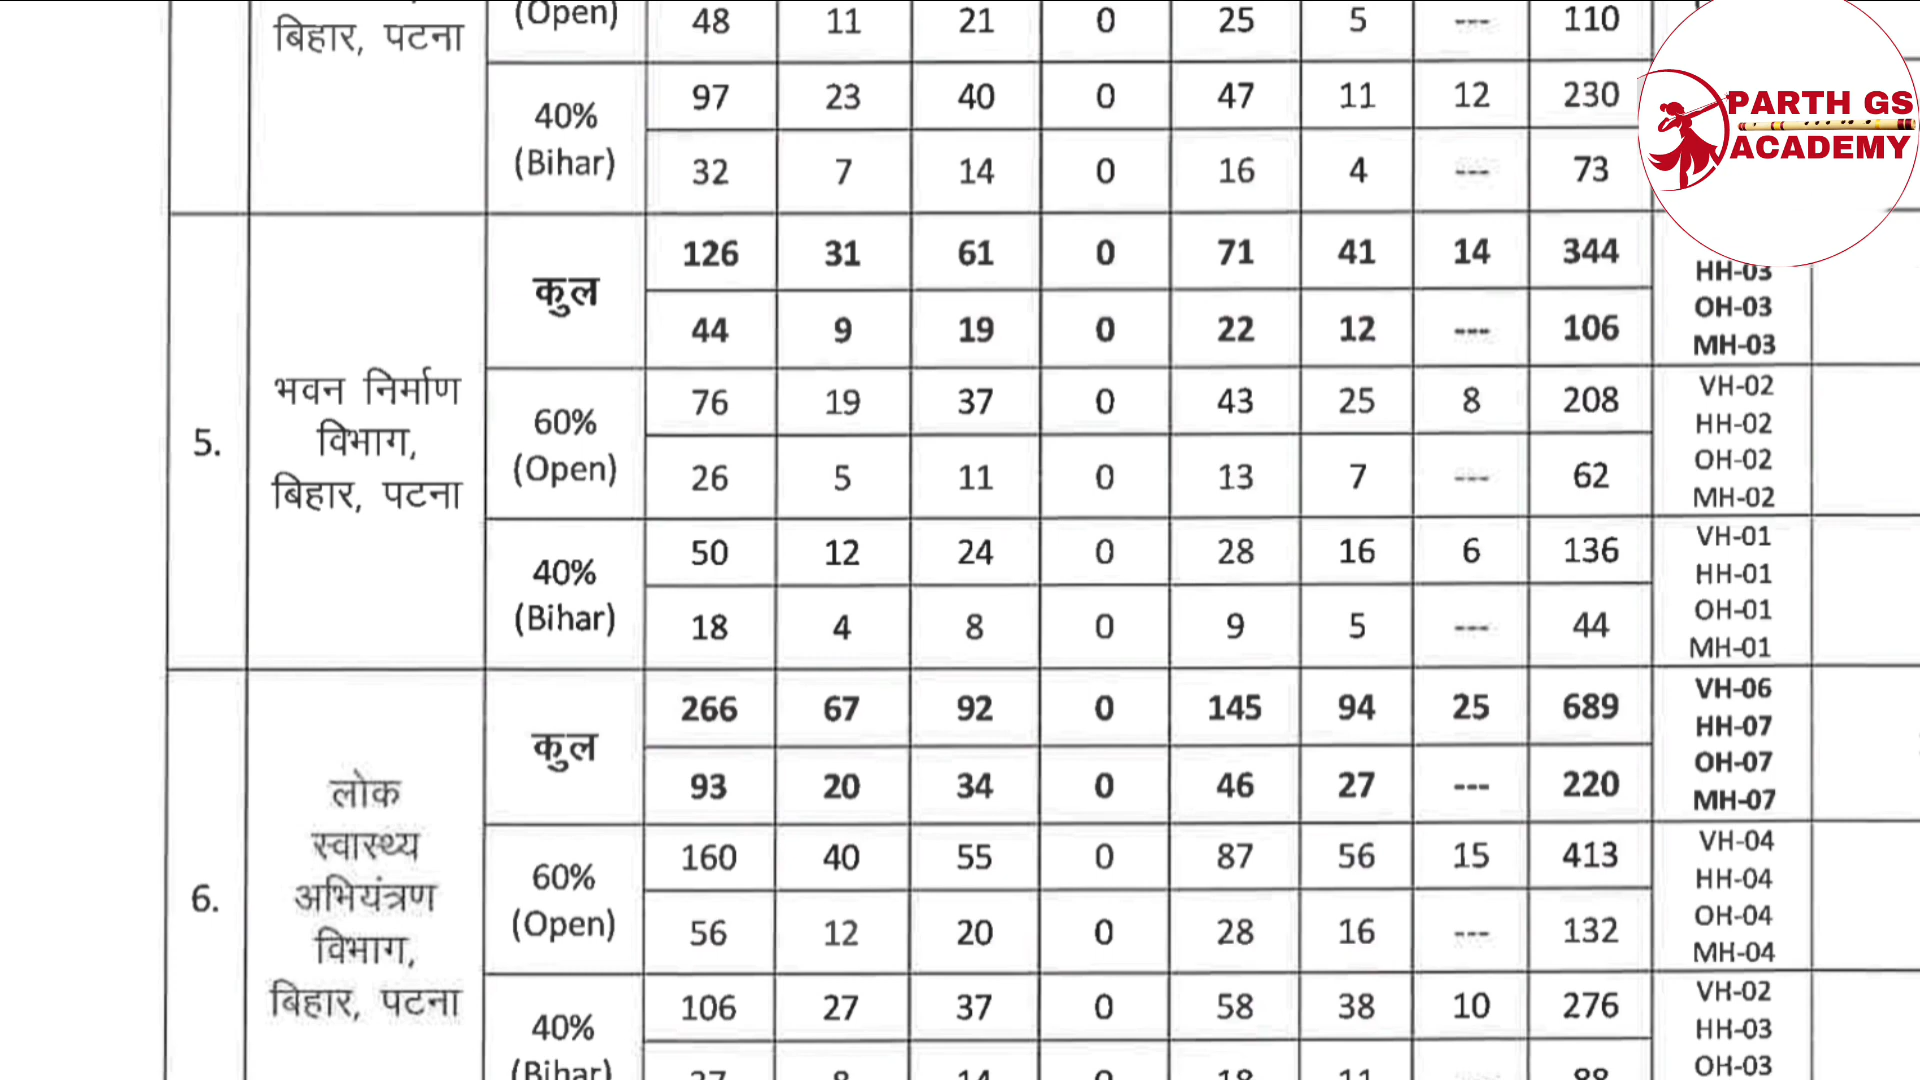 बिहार, पटना
(Open)
48 11 21 0 25 5 --- 110
40%
(Bihar)
97 23 40 0 47 11 12 230
32 7 14 0 16 4 --- 73
PARTH GS
ACADEMY
5.
भवन निर्माण
विभाग,
बिहार, पटना
कुल
126 31 61 0 71 41 14 344
44 9 19 0 22 12 --- 106
HH-03
OH-03
MH-03
60%
(Open)
76 19 37 0 43 25 8 208
26 5 11 0 13 7 --- 62
VH-02
HH-02
OH-02
MH-02
40%
(Bihar)
50 12 24 0 28 16 6 136
18 4 8 0 9 5 --- 44
VH-01
HH-01
OH-01
MH-01
6.
लोक
स्वास्थ्य
अभियंत्रण
विभाग,
बिहार, पटना
कुल
266 67 92 0 145 94 25 689
93 20 34 0 46 27 --- 220
VH-06
HH-07
OH-07
MH-07
60%
(Open)
160 40 55 0 87 56 15 413
56 12 20 0 28 16 --- 132
VH-04
HH-04
OH-04
MH-04
40%
(Bihar)
106 27 37 0 58 38 10 276
VH-02
HH-03
OH-03